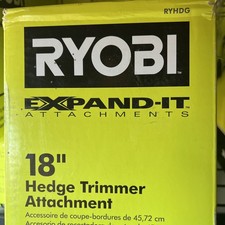 RYHDG
RYOBI
EXPAND-IT
ATTACHMENTS
18"
Hedge Trimmer
Attachment
Accessoire de coupe-bordures de 45,72 cm